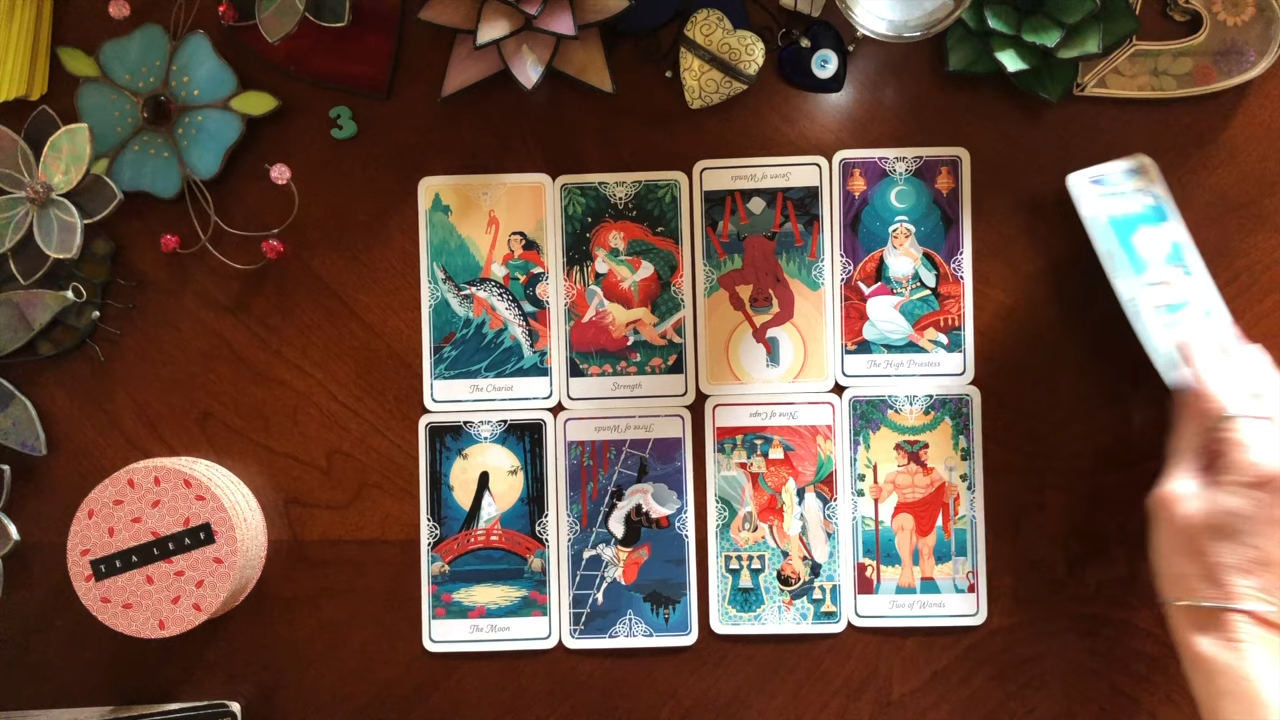 3
Seven of Wands
The Chariot
Strength
The High Priestess
Three of Wands
Nine of Cups
XVIII
TEA LEAF
The Moon
Two of Wands